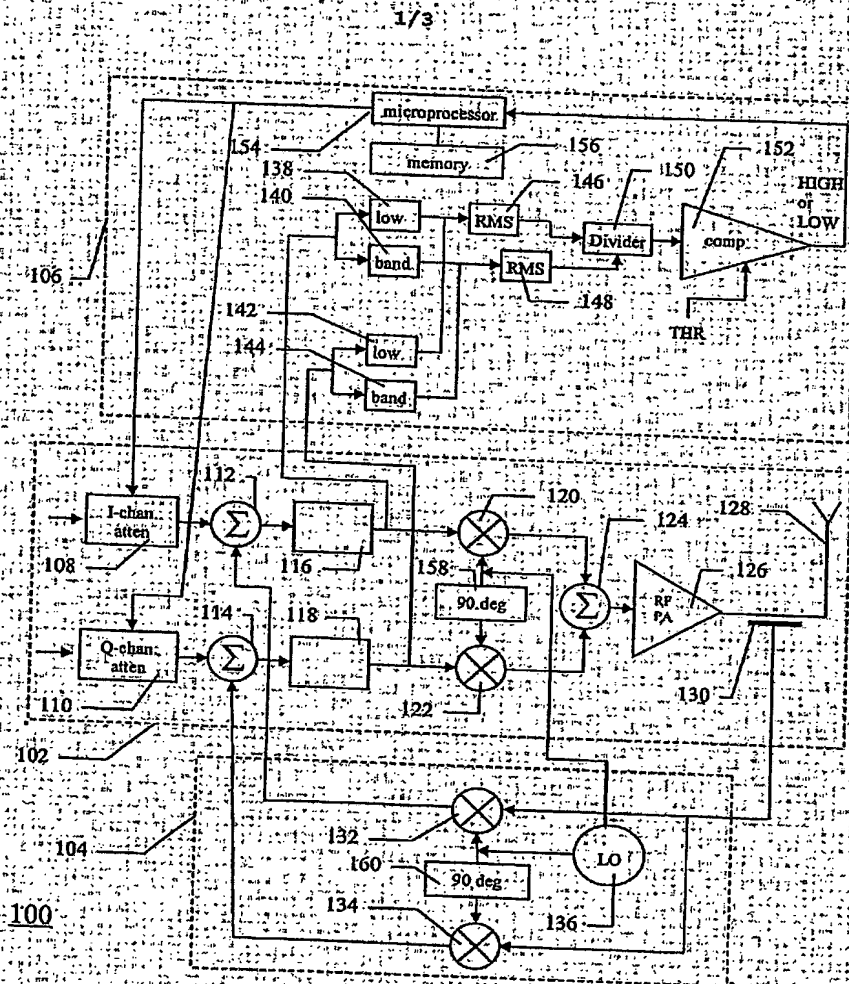 1/3
microprocessor
154
156
memory
138
146
150
152
140
low
RMS
HIGH
or
LOW
Divider
comp
band
RMS
106
148
142
THR
144
low
band
112
120
128
I-chan
atten
Σ
124
108
116
158
126
114
118
90 deg
Σ
RF
PA
Q-chan
atten
Σ
110
122
130
102
104
132
160
LO
90 deg
134
136
100